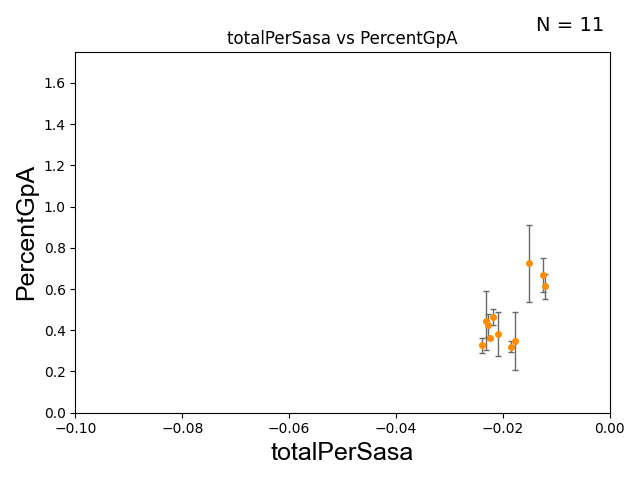 N = 11
totalPerSasa vs PercentGpA
PercentGpA
1.6
1.4
1.2
1.0
0.8
0.6
0.4
0.2
0.0
−0.10 −0.08 −0.06 −0.04 −0.02 0.00
totalPerSasa